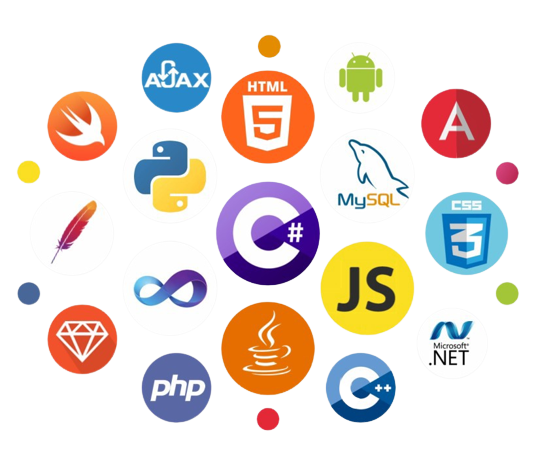 AJAX
HTML
5
A
MySQL
C#
CSS
3
JS
Microsoft®
.NET
php
C++